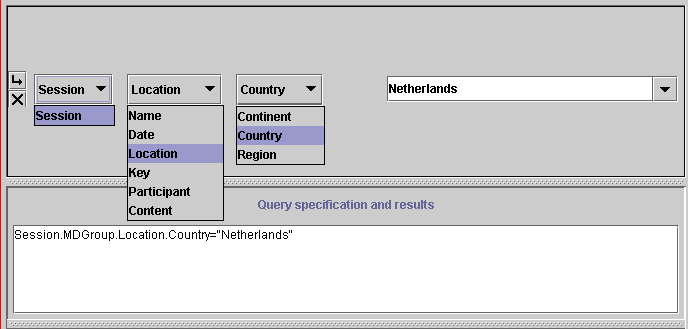 Session Location Country Netherlands
Session
Name
Date
Location
Key
Participant
Content
Continent
Country
Region
Query specification and results
Session.MDGroup.Location.Country="Netherlands"